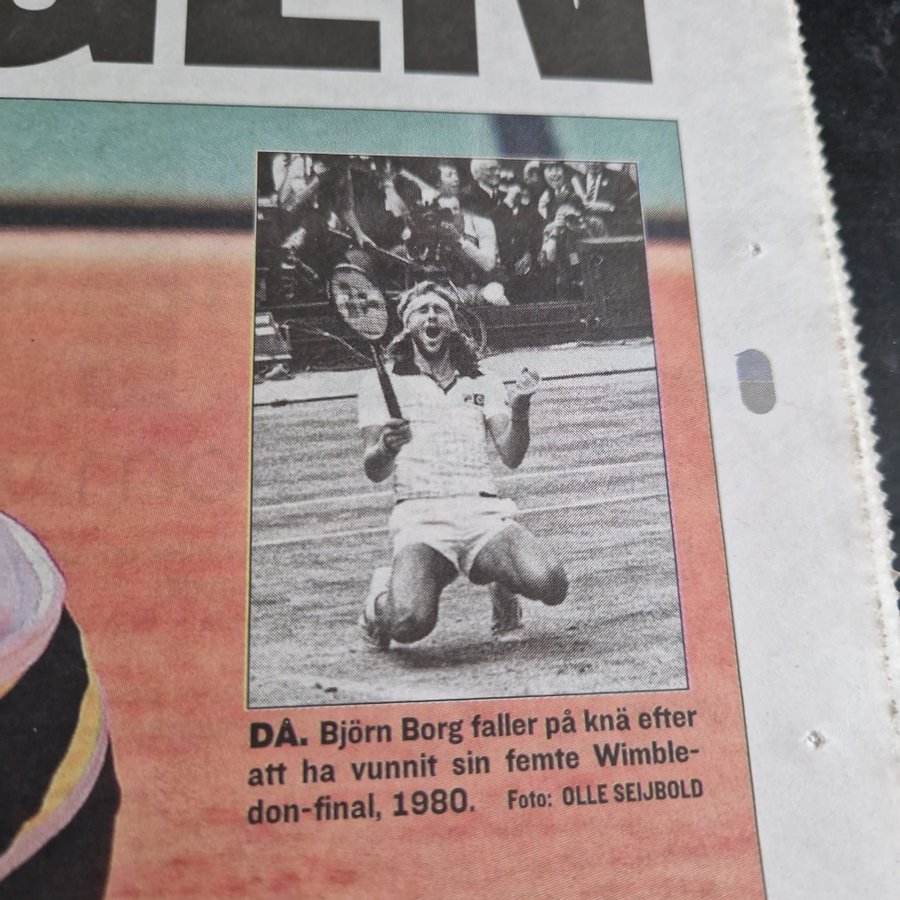 GEN
DÅ. Björn Borg faller på knä efter
att ha vunnit sin femte Wimble-
don-final, 1980. Foto: OLLE SEIJBOLD